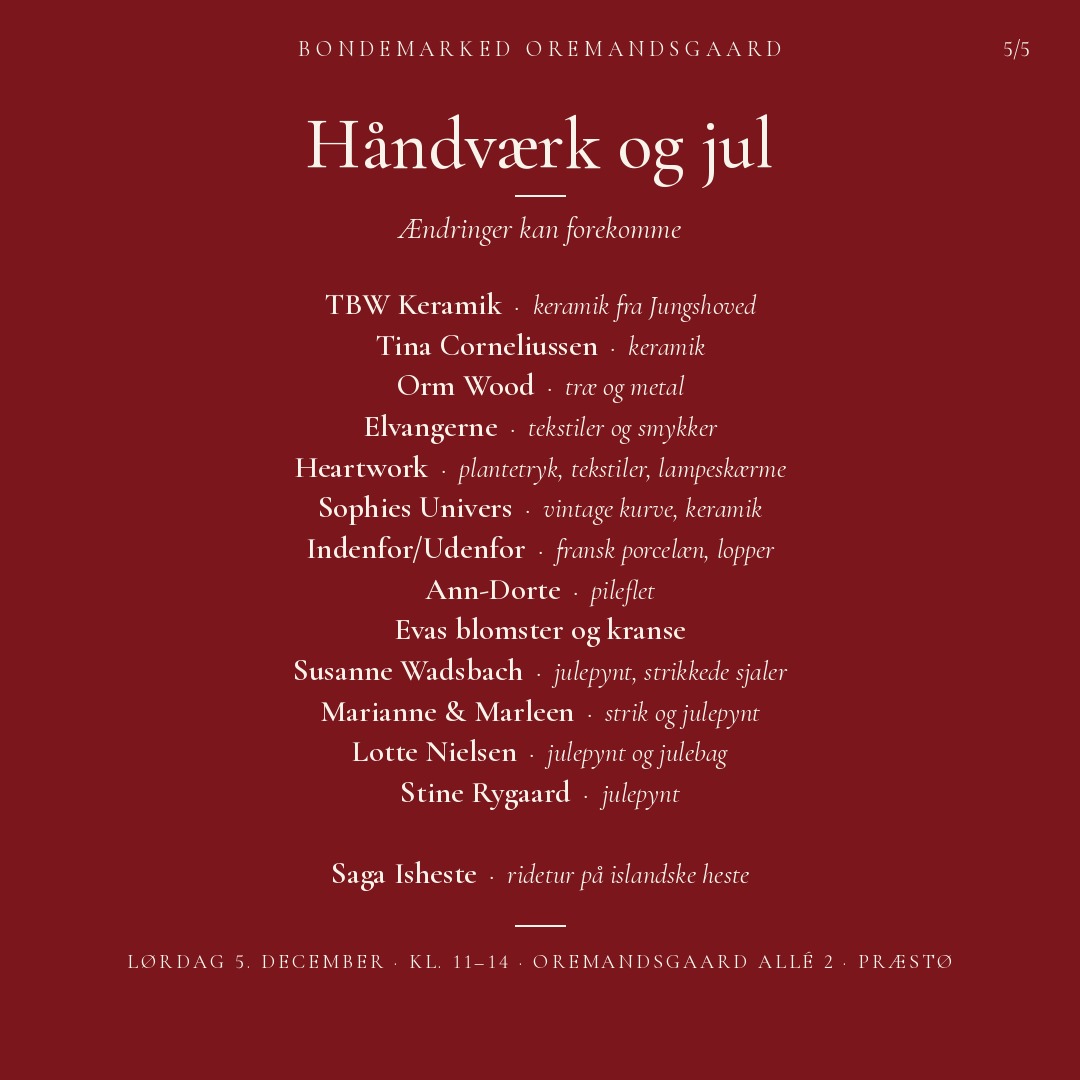 BONDEMARKED OREMANDSGAARD
5/5
Håndværk og jul
Ændringer kan forekomme
TBW Keramik · keramik fra Jungshoved
Tina Corneliussen · keramik
Orm Wood · træ og metal
Elvangerne · tekstiler og smykker
Heartwork · plantetryk, tekstiler, lampeskærme
Sophies Univers · vintage kurve, keramik
Indenfor/Udenfor · fransk porcelæn, lopper
Ann-Dorte · pileflet
Evas blomster og kranse
Susanne Wadsbach · julepynt, strikkede sjaler
Marianne & Marleen · strik og julepynt
Lotte Nielsen · julepynt og julebag
Stine Rygaard · julepynt
Saga Isheste · ridetur på islandske heste
LØRDAG 5. DECEMBER · KL. 11–14 · OREMANDSGAARD ALLÉ 2 · PRÆSTØ